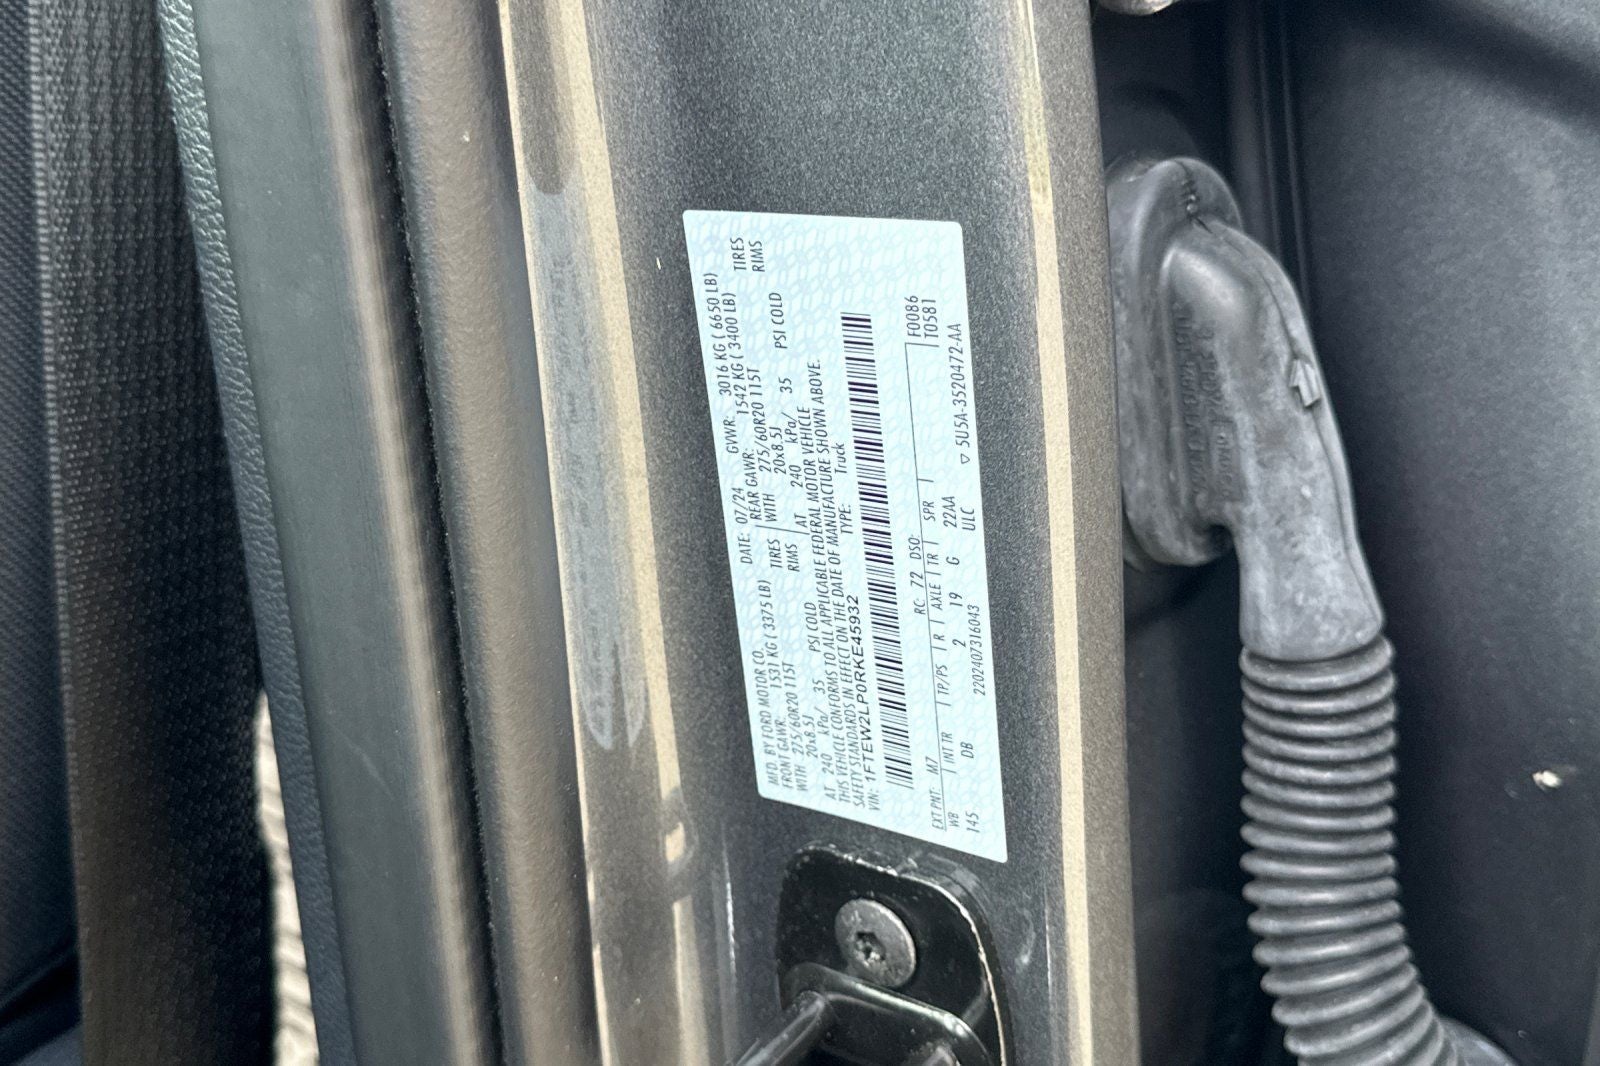 MFD. BY FORD MOTOR CO.
DATE: 07/24 GVWR: 3016 KG ( 6650 LB)
FRONT GAWR: 1531 KG ( 3375 LB)
REAR GAWR: 1542 KG ( 3400 LB)
WITH 275/60R20 115T TIRES
WITH 275/60R20 115T TIRES
20x8.5J RIMS
20x8.5J RIMS
AT 240 kPa/ 35 PSI COLD
AT 240 kPa/ 35 PSI COLD
THIS VEHICLE CONFORMS TO ALL APPLICABLE FEDERAL MOTOR VEHICLE
SAFETY STANDARDS IN EFFECT ON THE DATE OF MANUFACTURE SHOWN ABOVE.
VIN: 1FTEW2LP0RKE45932
TYPE: Truck
F0086
T0581
EXT PNT: M7 RC: 72 DSO:
WB INT TR TP/PS R AXLE TR SPR
145 DB 2 19 G 22AA
2202407316043 ULC
▽ 5U5A-3520472-AA